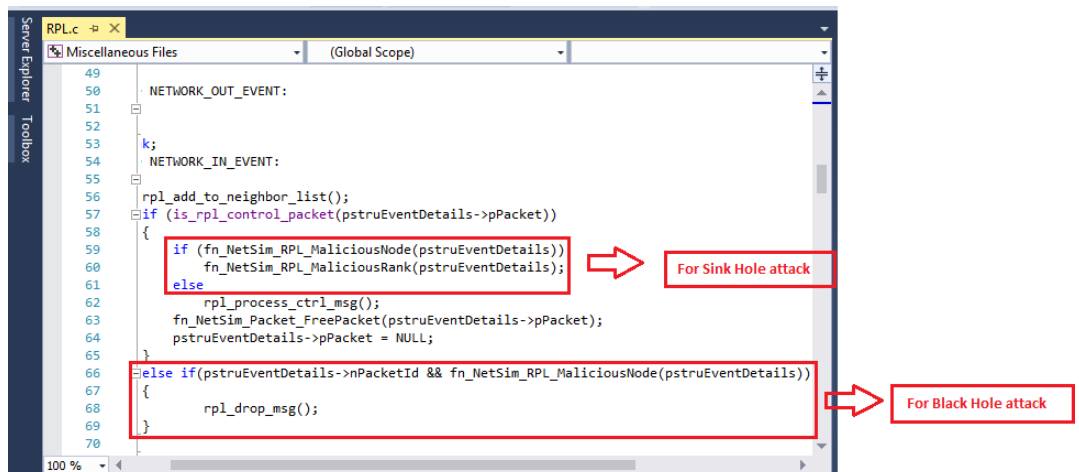 Server Explorer
Toolbox
RPL.c
Miscellaneous Files
(Global Scope)
49
50 NETWORK_OUT_EVENT:
51
52
53 k;
54 NETWORK_IN_EVENT:
55
56 rpl_add_to_neighbor_list();
57 if (is_rpl_control_packet(pstruEventDetails->pPacket))
58 {
59 if (fn_NetSim_RPL_MaliciousNode(pstruEventDetails))
60 fn_NetSim_RPL_MaliciousRank(pstruEventDetails);
61 else
62 rpl_process_ctrl_msg();
63 fn_NetSim_Packet_FreePacket(pstruEventDetails->pPacket);
64 pstruEventDetails->pPacket = NULL;
65 }
66 else if(pstruEventDetails->nPacketId && fn_NetSim_RPL_MaliciousNode(pstruEventDetails))
67 {
68 rpl_drop_msg();
69 }
70
100 %
For Sink Hole attack
For Black Hole attack